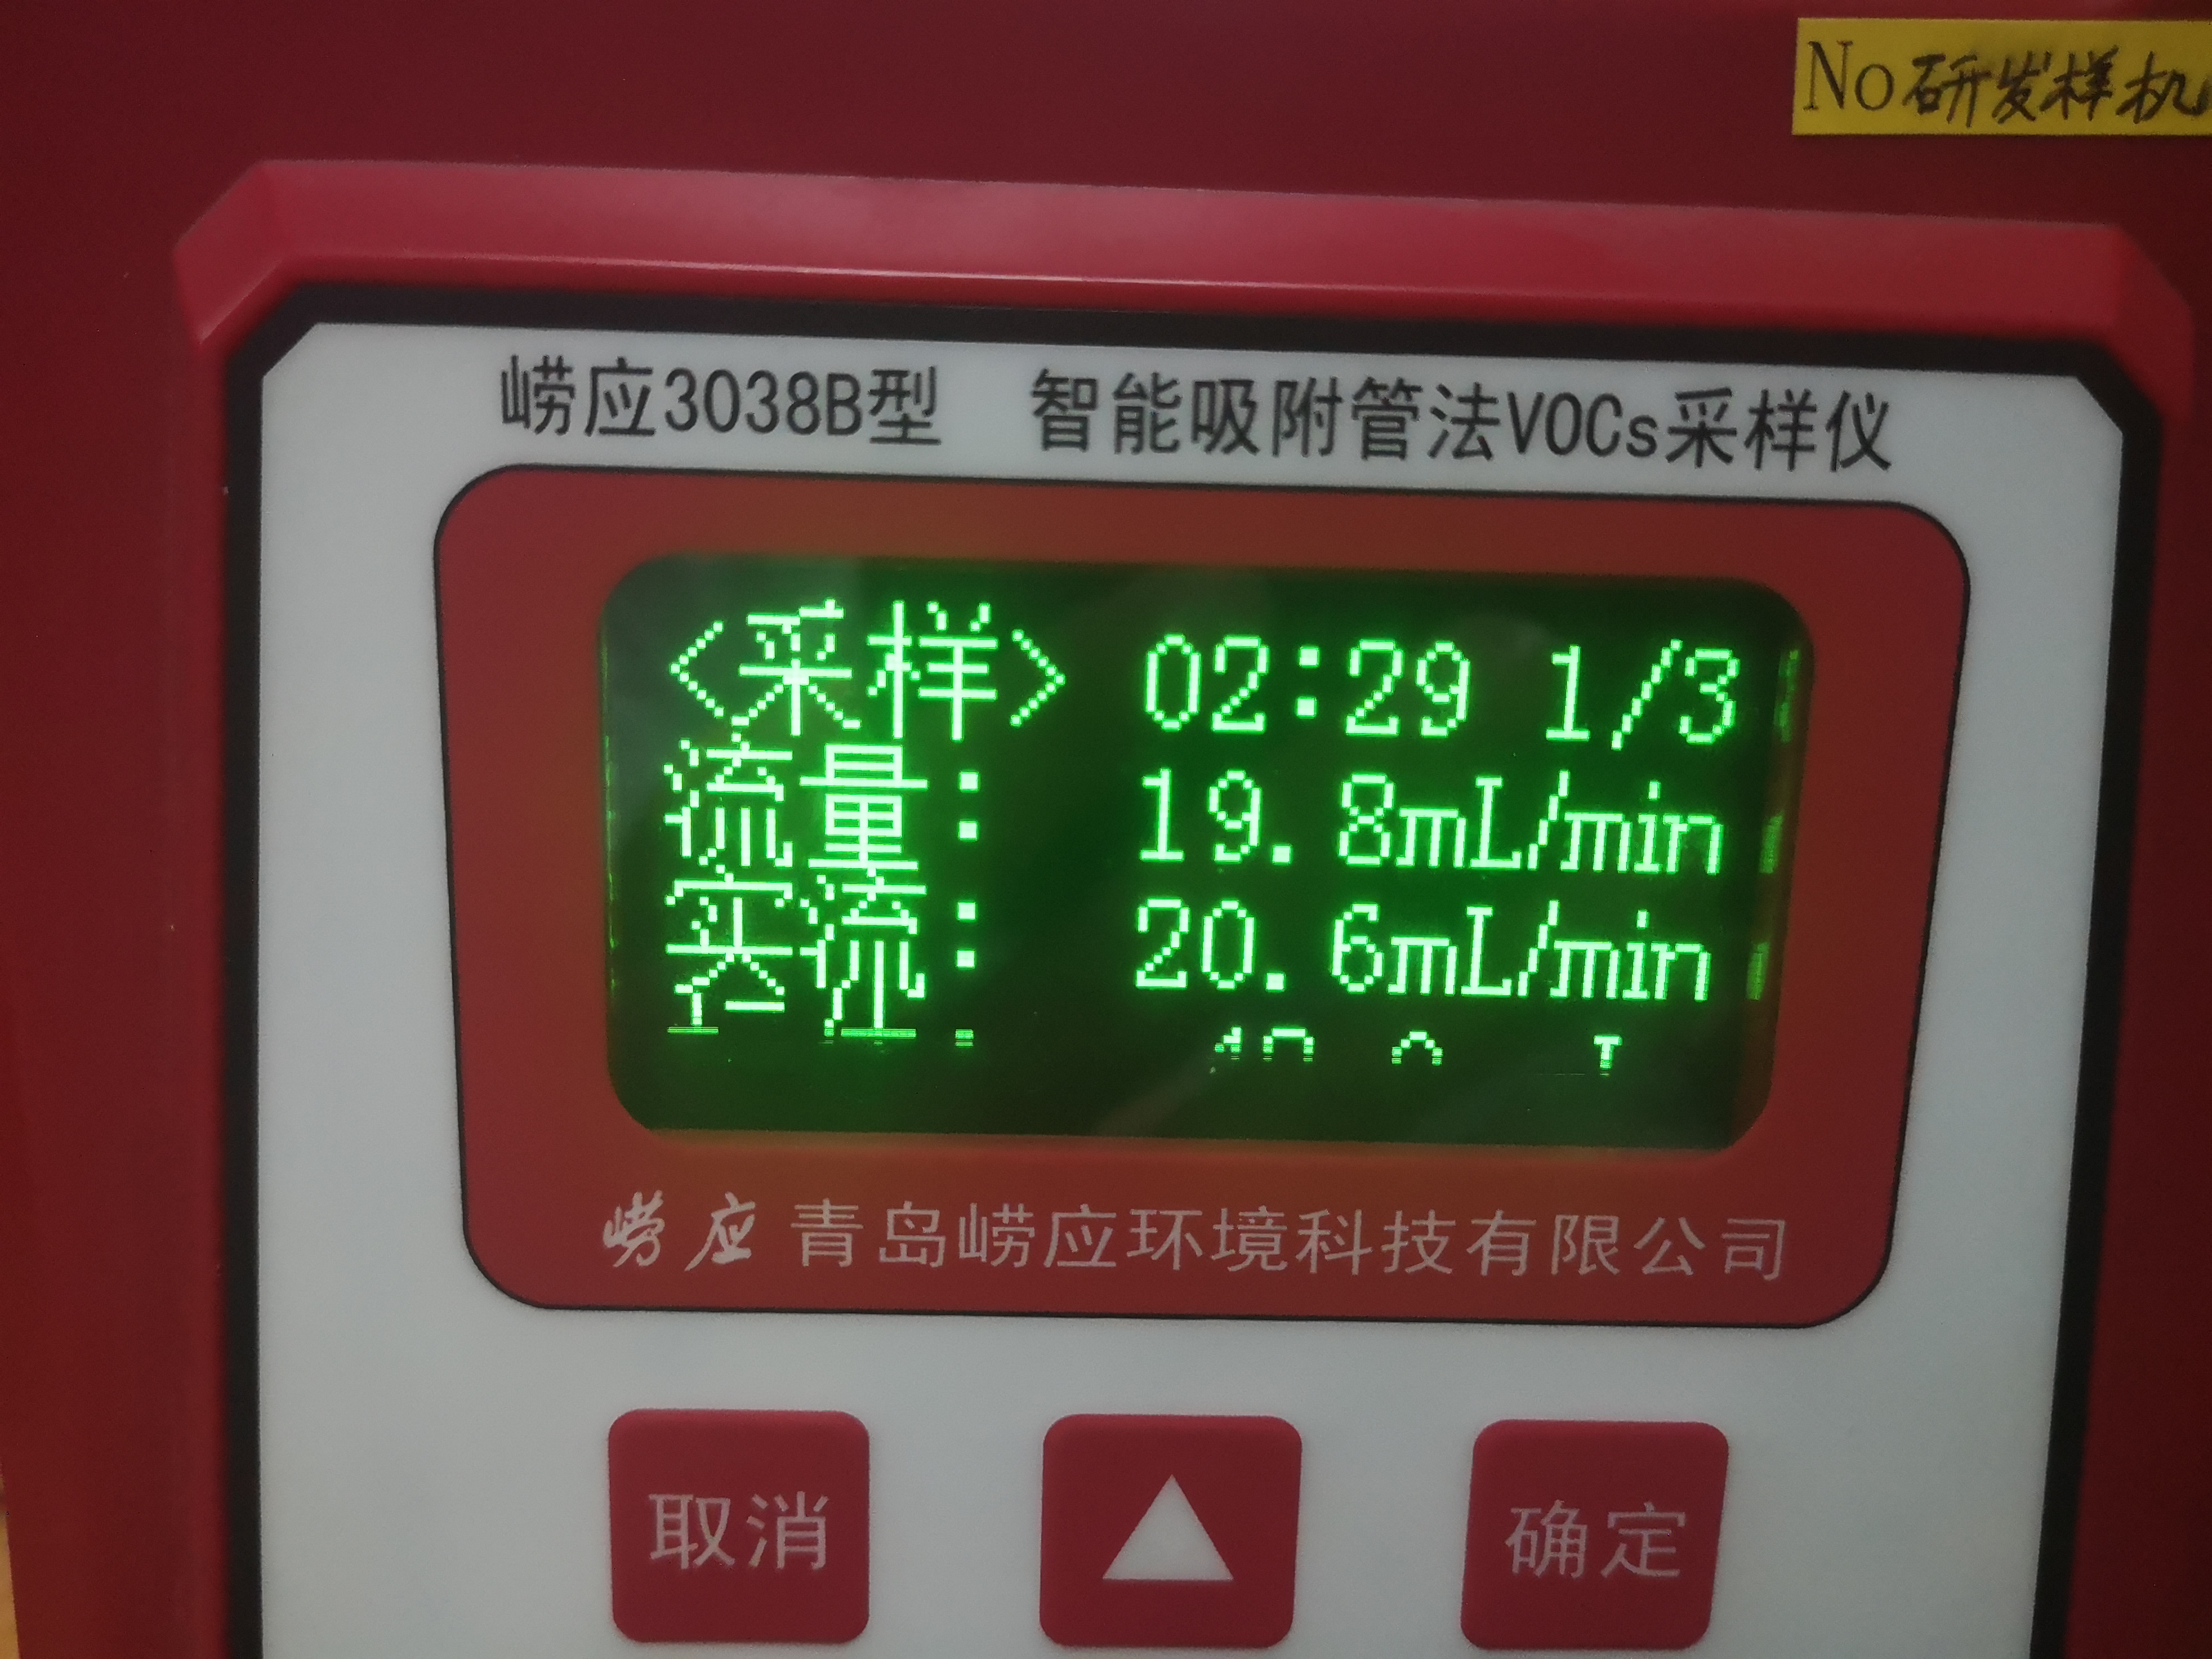 No研发样机
崂应3038B型 智能吸附管法VOCs采样仪
<采样> 02:29 1/3
流量: 19.8mL/min
实流: 20.6mL/min
崂应 青岛崂应环境科技有限公司
取消
确定